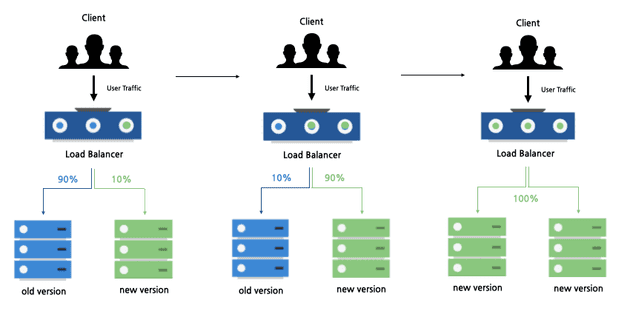 Client
User Traffic
Load Balancer
90%
10%
old version
new version
Client
User Traffic
Load Balancer
10%
90%
old version
new version
Client
User Traffic
Load Balancer
100%
new version
new version